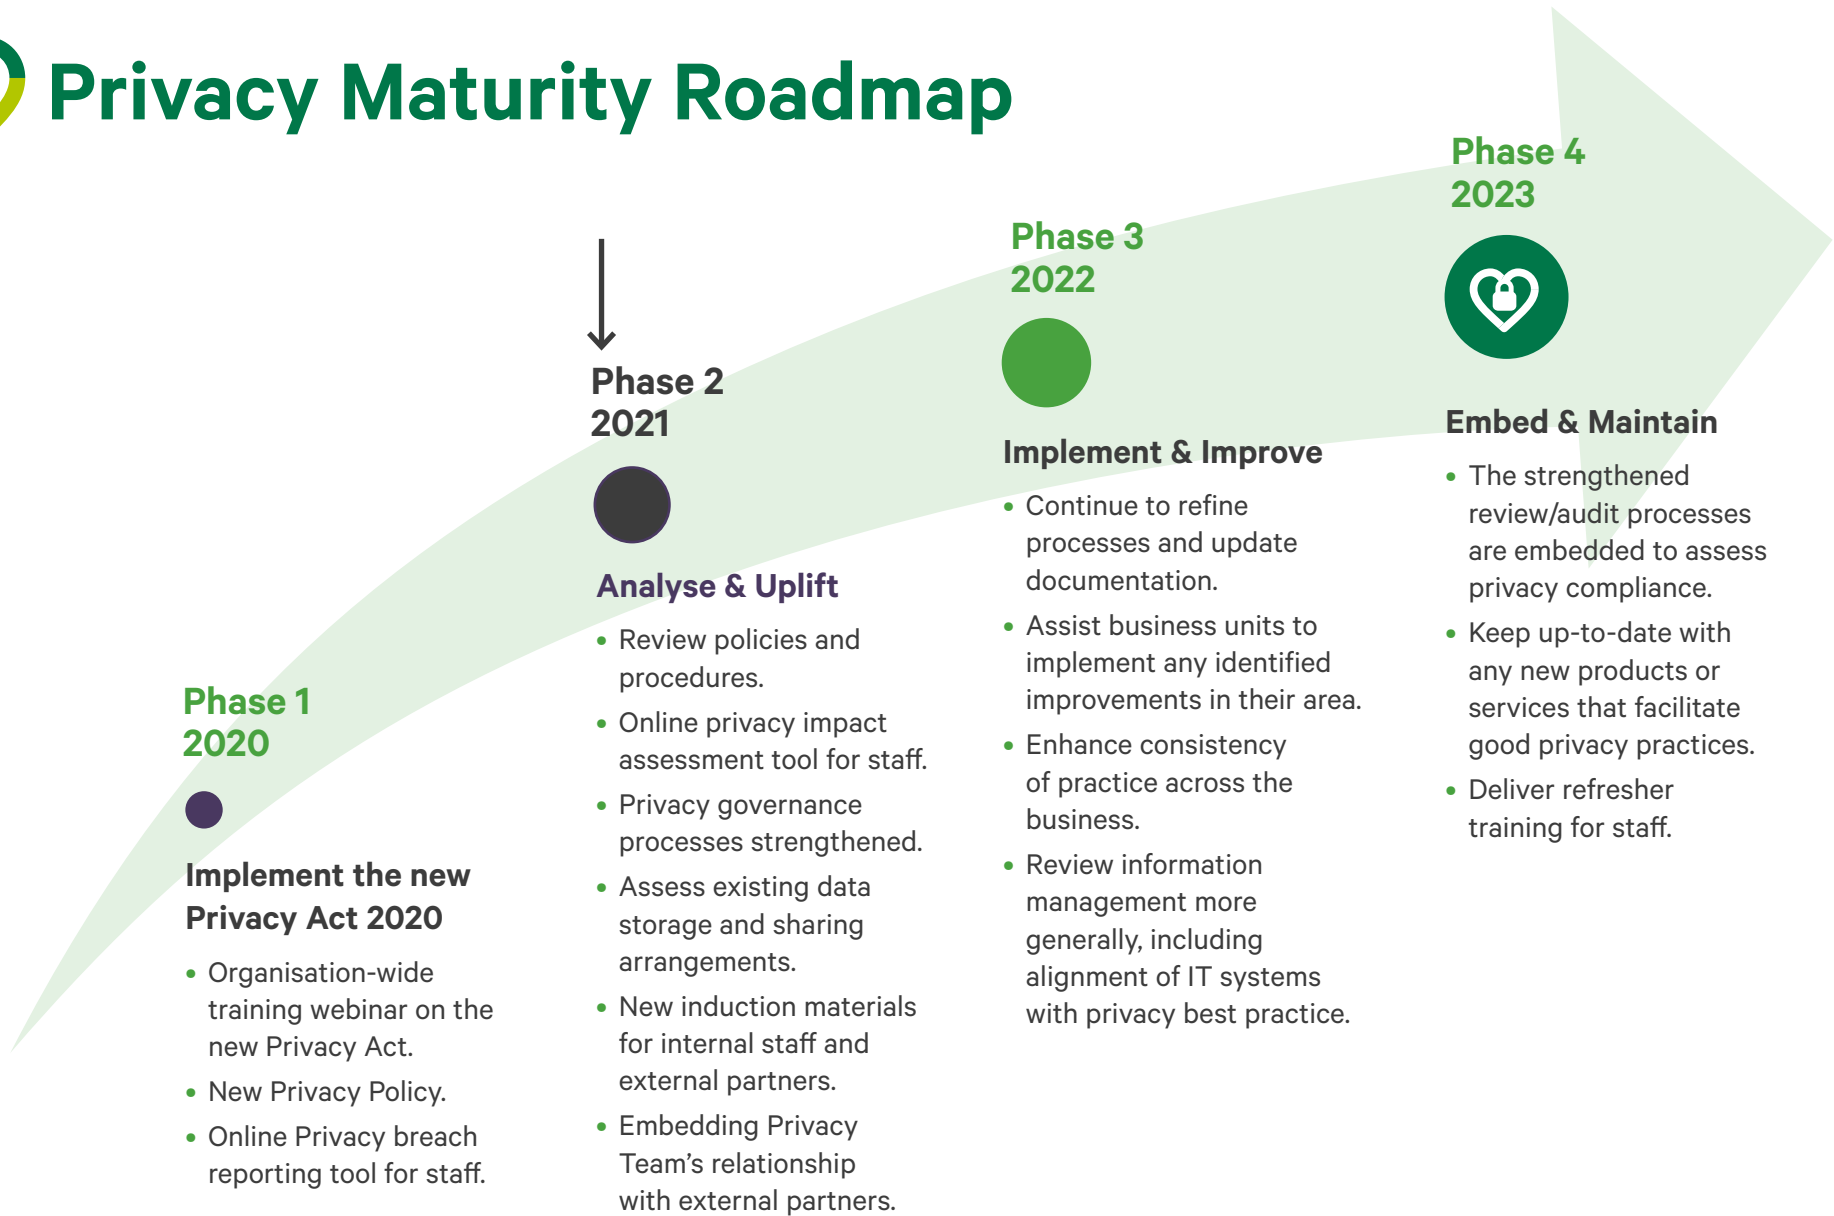 Privacy Maturity Roadmap
Phase 1
2020
Implement the new
Privacy Act 2020
• Organisation-wide
training webinar on the
new Privacy Act.
• New Privacy Policy.
• Online Privacy breach
reporting tool for staff.
Phase 2
2021
Analyse & Uplift
• Review policies and
procedures.
• Online privacy impact
assessment tool for staff.
• Privacy governance
processes strengthened.
• Assess existing data
storage and sharing
arrangements.
• New induction materials
for internal staff and
external partners.
• Embedding Privacy
Team’s relationship
with external partners.
Phase 3
2022
Implement & Improve
• Continue to refine
processes and update
documentation.
• Assist business units to
implement any identified
improvements in their area.
• Enhance consistency
of practice across the
business.
• Review information
management more
generally, including
alignment of IT systems
with privacy best practice.
Phase 4
2023
Embed & Maintain
• The strengthened
review/audit processes
are embedded to assess
privacy compliance.
• Keep up-to-date with
any new products or
services that facilitate
good privacy practices.
• Deliver refresher
training for staff.